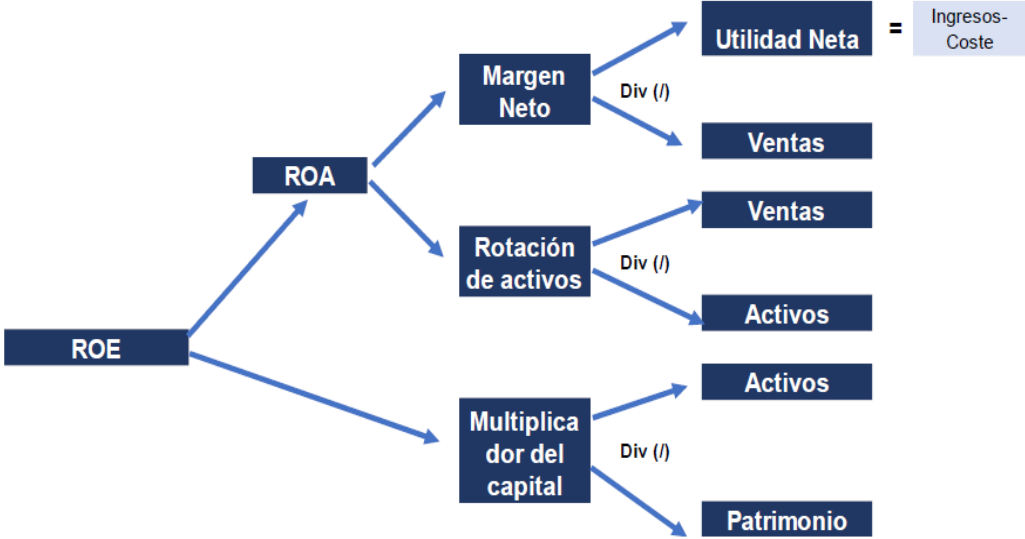 Utilidad Neta
=
Ingresos-
Coste
Margen
Neto
Div (/)
Ventas
ROA
Ventas
Rotación
de activos
Div (/)
Activos
ROE
Activos
Multiplica
dor del
capital
Div (/)
Patrimonio